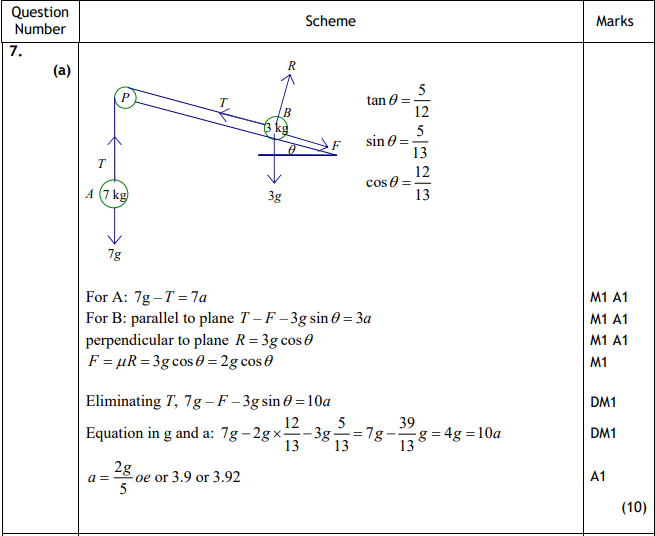 Question Number Scheme Marks
7.
(a)
R
P T B
3 kg
θ F
T
A 7 kg
3g
7g
tan θ = 5/12
sin θ = 5/13
cos θ = 12/13
For A: 7g – T = 7a M1 A1
For B: parallel to plane T – F – 3g sin θ = 3a M1 A1
perpendicular to plane R = 3g cos θ M1 A1
F = μR = 3g cos θ = 2g cos θ M1
Eliminating T, 7g – F – 3g sin θ = 10a DM1
Equation in g and a: 7g – 2g × 12/13 – 3g 5/13 = 7g – 39/13 g = 4g = 10a DM1
a = 2g/5 oe or 3.9 or 3.92 A1
(10)